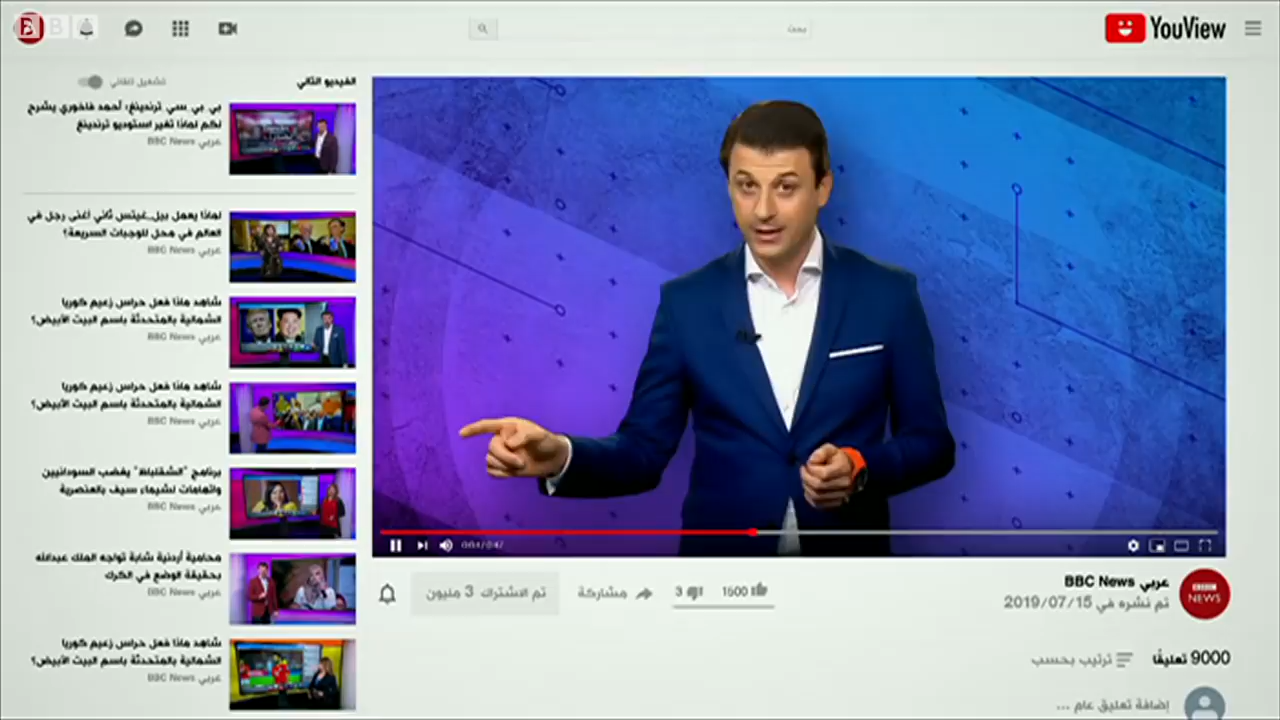 YouView
بحث
الفيديو التالي
تشغيل تلقائي
بي بي سي ترندينغ: أحمد فاخوري يشرح
لكم لماذا تغير استوديو ترندينغ
BBC News عربي
لماذا يعمل بيل غيتس ثاني أغنى رجل في
العالم في محل للوجبات السريعة؟
BBC News عربي
شاهد ماذا فعل حراس زعيم كوريا
الشمالية بالمتحدثة باسم البيت الأبيض؟
BBC News عربي
شاهد ماذا فعل حراس زعيم كوريا
الشمالية بالمتحدثة باسم البيت الأبيض؟
BBC News عربي
برنامج "الشقلباظ" يغضب السودانيين
واتهامات لشيماء سيف بالعنصرية
BBC News عربي
محامية أردنية شابة تواجه الملك عبدالله
بحقيقة الوضع في الكرك
BBC News عربي
شاهد ماذا فعل حراس زعيم كوريا
الشمالية بالمتحدثة باسم البيت الأبيض؟
BBC News عربي
BBC News عربي
تم نشره في 2019/07/15
BBC
NEWS
1500
3
مشاركة
تم الاشتراك 3 مليون
9000 تعليقًا
ترتيب بحسب
إضافة تعليق عام ...